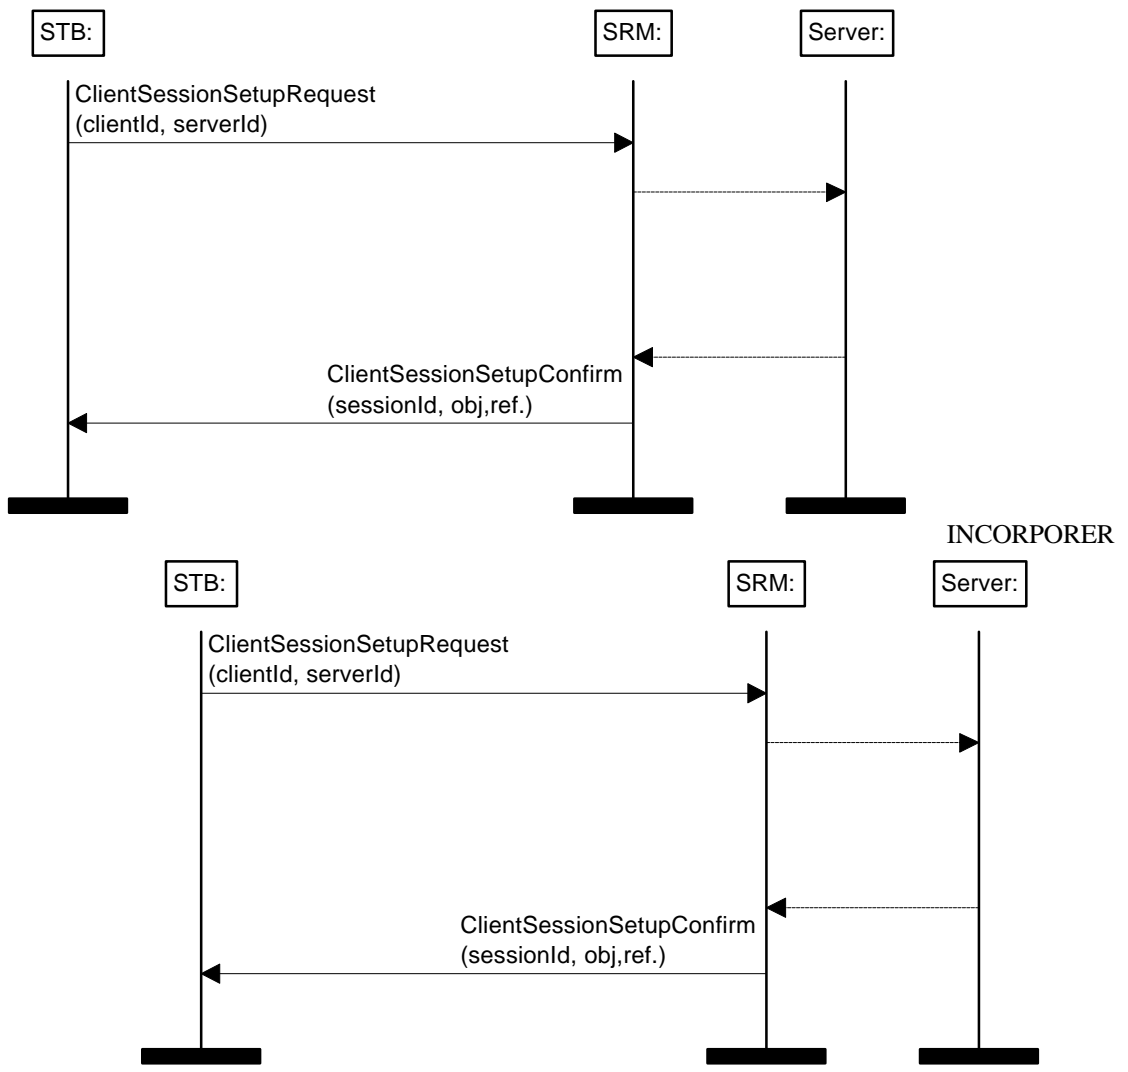 STB:
SRM:
Server:
ClientSessionSetupRequest
(clientId, serverId)
ClientSessionSetupConfirm
(sessionId, obj,ref.)
INCORPORER
STB:
SRM:
Server:
ClientSessionSetupRequest
(clientId, serverId)
ClientSessionSetupConfirm
(sessionId, obj,ref.)